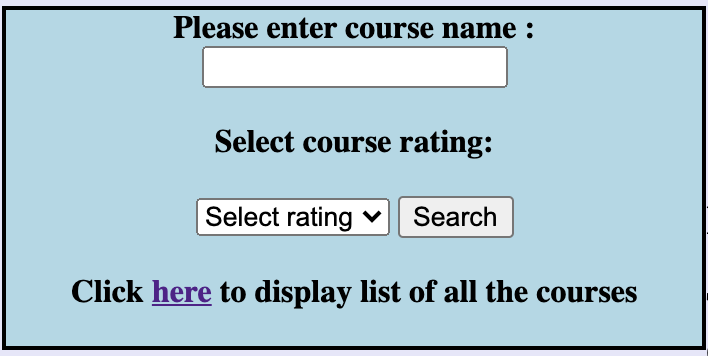 Please enter course name :
Select course rating:
Select rating Search
Click here to display list of all the courses